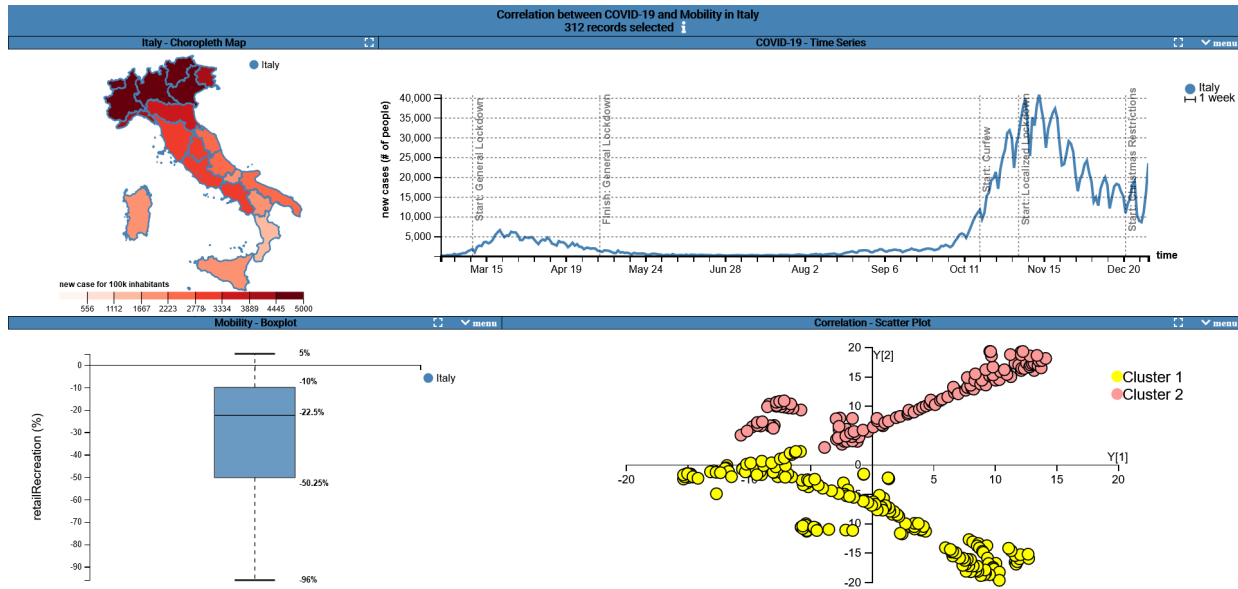 Correlation between COVID-19 and Mobility in Italy
312 records selected i
Italy - Choropleth Map
Italy
new case for 100k inhabitants
556 1112 1667 2223 2778 3334 3889 4445 5000
COVID-19 - Time Series
menu
new cases (# of people)
40,000
35,000
30,000
25,000
20,000
15,000
10,000
5,000
Start: General Lockdown
Finish: General Lockdown
Start: Curfew
Start: Localized Lockdown
Start: Christmas Restrictions
Mar 15 Apr 19 May 24 Jun 28 Aug 2 Sep 6 Oct 11 Nov 15 Dec 20
time
Italy
1 week
Mobility - Boxplot
menu
retailRecreation (%)
0
-10
-20
-30
-40
-50
-60
-70
-80
-90
5%
-10%
-22.5%
-50.25%
-96%
Italy
Correlation - Scatter Plot
menu
Y[2]
20
15
10
5
0
-5
-10
-15
-20
-20 -10 5 10 15 20
Y[1]
Cluster 1
Cluster 2